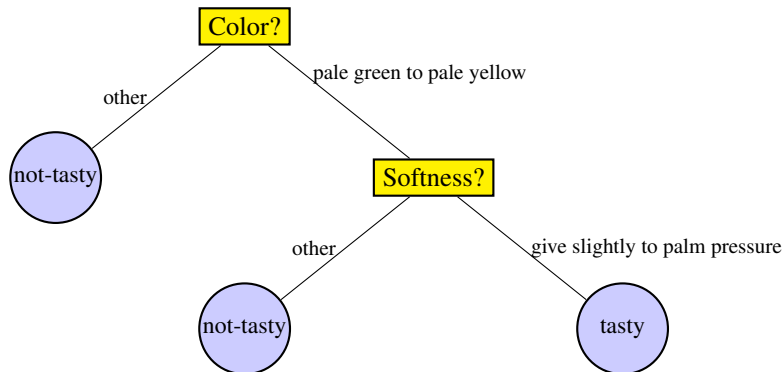 Color?
other
pale green to pale yellow
not-tasty
Softness?
other
give slightly to palm pressure
not-tasty
tasty